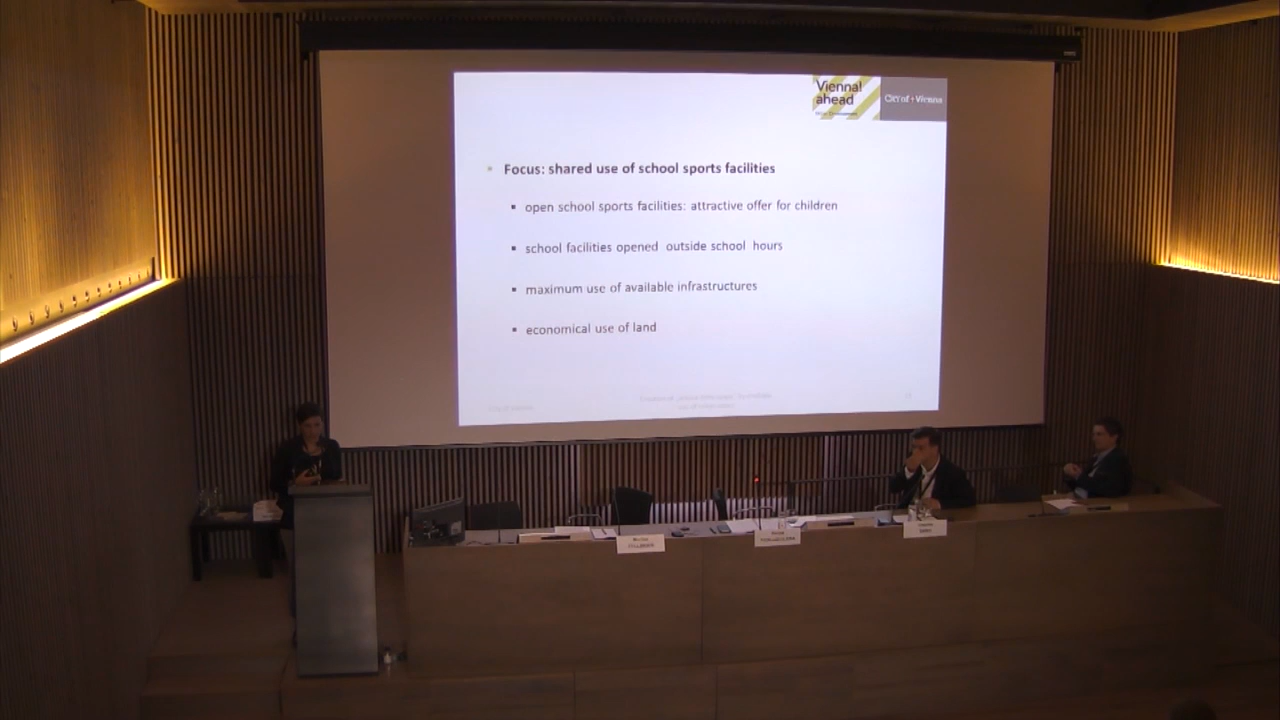 Vienna!
ahead
City of Vienna
Focus: shared use of school sports facilities
open school sports facilities: attractive offer for children
school facilities opened outside school hours
maximum use of available infrastructures
economical use of land